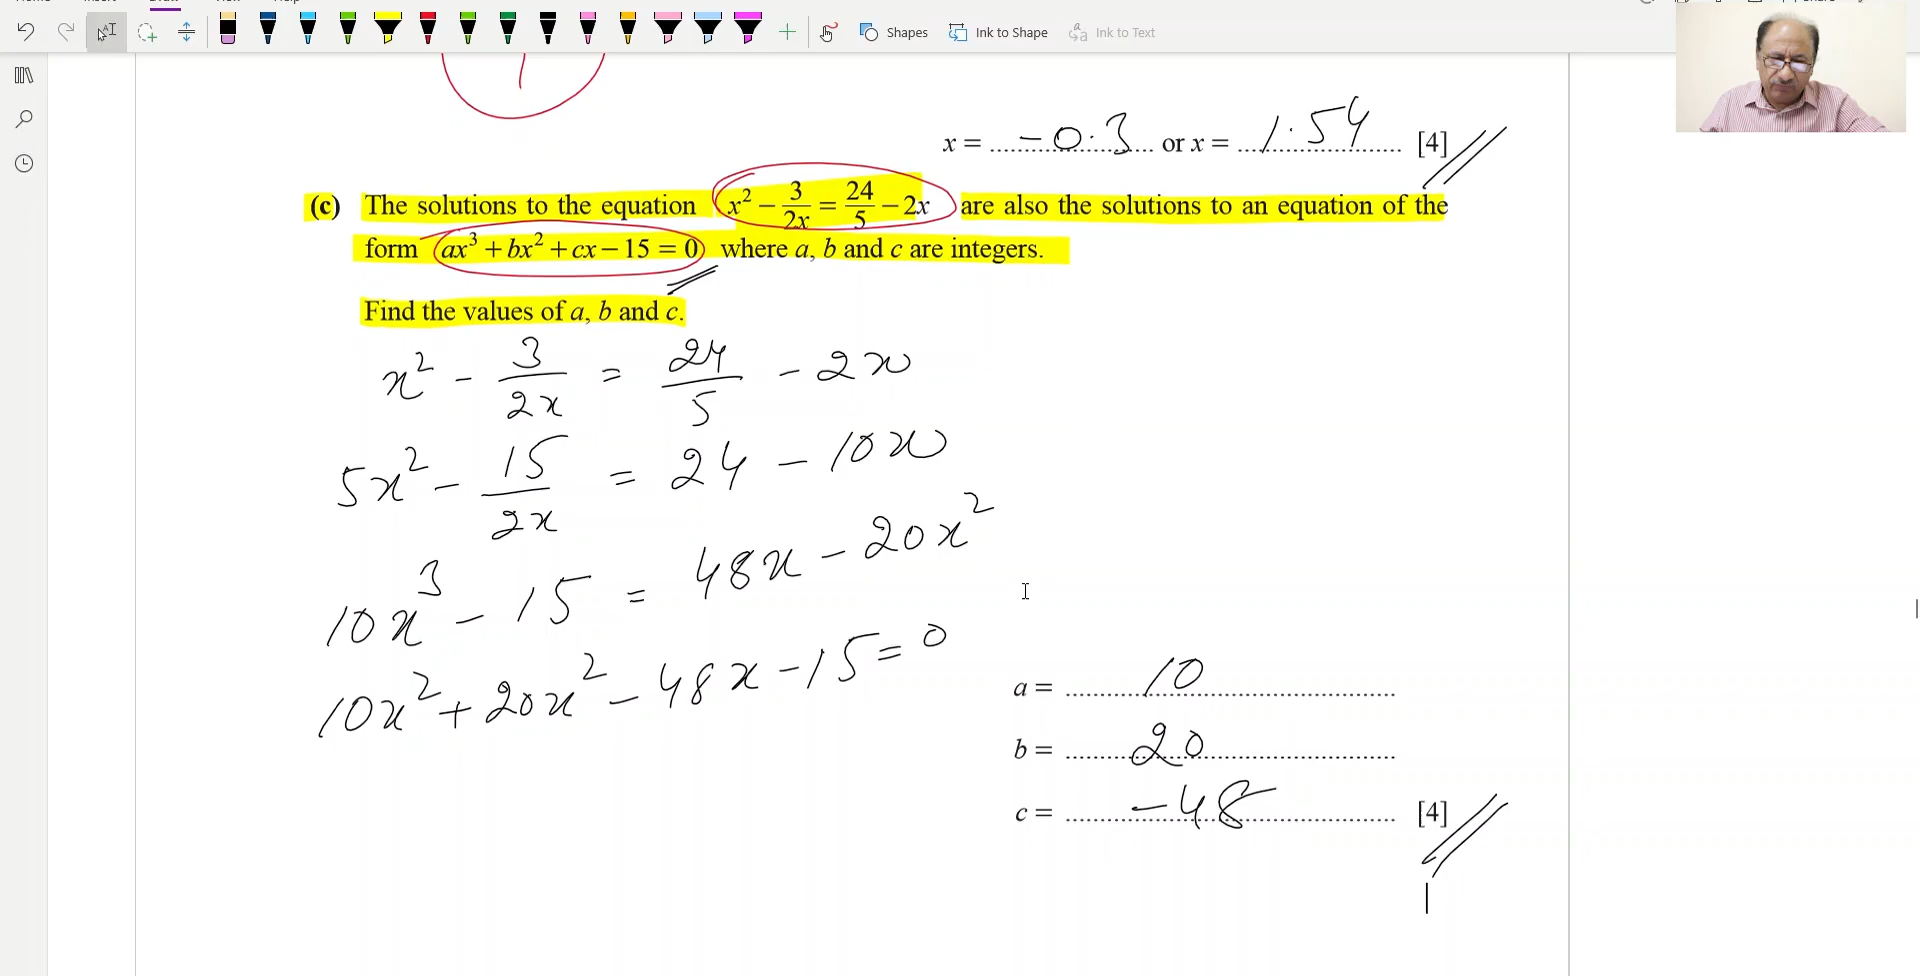 Shapes Ink to Shape Ink to Text
x = -0.3 or x = 1.54 [4]
(c) The solutions to the equation x² − 3/2x = 24/5 − 2x are also the solutions to an equation of the
form ax³ + bx² + cx − 15 = 0 where a, b and c are integers.
Find the values of a, b and c.
x² - 3/2x = 24/5 - 2x
5x² - 15/2x = 24 - 10x
10x³ - 15 = 48x - 20x²
10x² + 20x² - 48x - 15 = 0
a = 10
b = 20
c = -48 [4]